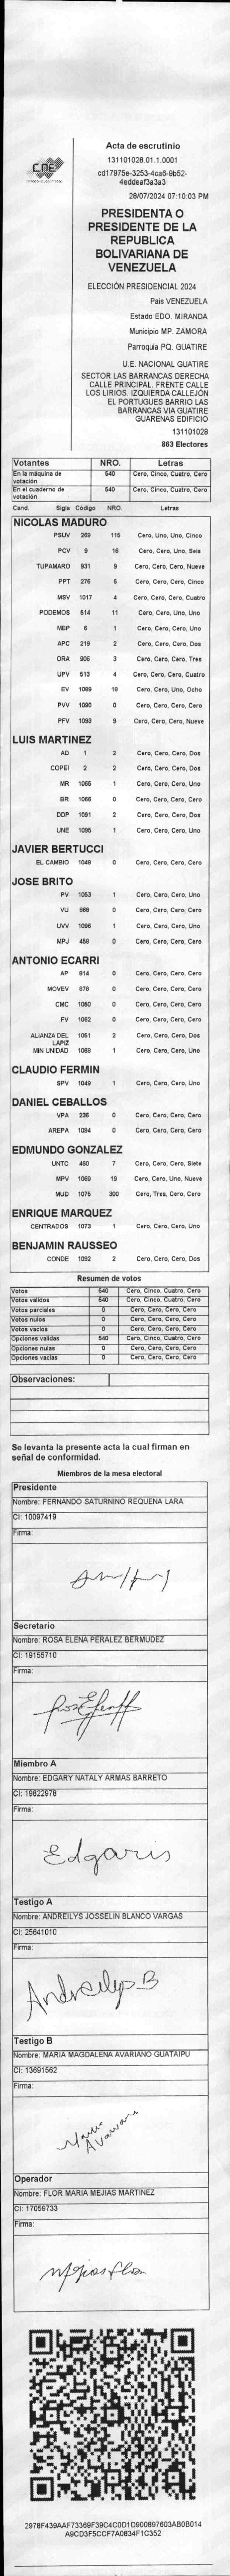 CNE
Acta de escrutinio
131101028.01.1.0001
cd17975e-3253-4ca6-9b52-
4eddeaf3a3a3
28/07/2024 07:10:03 PM
PRESIDENTA O
PRESIDENTE DE LA
REPUBLICA
BOLIVARIANA DE
VENEZUELA
ELECCIÓN PRESIDENCIAL 2024
País VENEZUELA
Estado EDO. MIRANDA
Municipio MP. ZAMORA
Parroquia PQ. GUATIRE
U.E. NACIONAL GUATIRE
SECTOR LAS BARRANCAS DERECHA
CALLE PRINCIPAL. FRENTE CALLE
LOS LIRIOS. IZQUIERDA CALLEJÓN
EL PORTUGUES BARRIO LAS
BARRANCAS VIA GUATIRE
GUARENAS EDIFICIO
131101028
863 Electores
Votantes NRO. Letras
En la máquina de votación 540 Cero, Cinco, Cuatro, Cero
En el cuaderno de votación 540 Cero, Cinco, Cuatro, Cero
Cand. Sigla Código NRO. Letras
NICOLAS MADURO
PSUV 269 115 Cero, Uno, Uno, Cinco
PCV 9 16 Cero, Cero, Uno, Seis
TUPAMARO 931 9 Cero, Cero, Cero, Nueve
PPT 276 5 Cero, Cero, Cero, Cinco
MSV 1017 4 Cero, Cero, Cero, Cuatro
PODEMOS 514 11 Cero, Cero, Uno, Uno
MEP 6 1 Cero, Cero, Cero, Uno
APC 219 2 Cero, Cero, Cero, Dos
ORA 906 3 Cero, Cero, Cero, Tres
UPV 513 4 Cero, Cero, Cero, Cuatro
EV 1089 18 Cero, Cero, Uno, Ocho
PVV 1090 0 Cero, Cero, Cero, Cero
PFV 1093 9 Cero, Cero, Cero, Nueve
LUIS MARTINEZ
AD 1 2 Cero, Cero, Cero, Dos
COPEI 2 2 Cero, Cero, Cero, Dos
MR 1065 1 Cero, Cero, Cero, Uno
BR 1066 0 Cero, Cero, Cero, Cero
DDP 1091 2 Cero, Cero, Cero, Dos
UNE 1095 1 Cero, Cero, Cero, Uno
JAVIER BERTUCCI
EL CAMBIO 1048 0 Cero, Cero, Cero, Cero
JOSE BRITO
PV 1053 1 Cero, Cero, Cero, Uno
VU 868 0 Cero, Cero, Cero, Cero
UVV 1096 1 Cero, Cero, Cero, Uno
MPJ 458 0 Cero, Cero, Cero, Cero
ANTONIO ECARRI
AP 814 0 Cero, Cero, Cero, Cero
MOVEV 878 0 Cero, Cero, Cero, Cero
CMC 1050 0 Cero, Cero, Cero, Cero
FV 1062 0 Cero, Cero, Cero, Cero
ALIANZA DEL LAPIZ 1051 2 Cero, Cero, Cero, Dos
MIN UNIDAD 1068 1 Cero, Cero, Cero, Uno
CLAUDIO FERMIN
SPV 1049 1 Cero, Cero, Cero, Uno
DANIEL CEBALLOS
VPA 236 0 Cero, Cero, Cero, Cero
AREPA 1094 0 Cero, Cero, Cero, Cero
EDMUNDO GONZALEZ
UNTC 460 7 Cero, Cero, Cero, Siete
MPV 1069 19 Cero, Cero, Uno, Nueve
MUD 1075 300 Cero, Tres, Cero, Cero
ENRIQUE MARQUEZ
CENTRADOS 1073 1 Cero, Cero, Cero, Uno
BENJAMIN RAUSSEO
CONDE 1092 2 Cero, Cero, Cero, Dos
Resumen de votos
Votos 540 Cero, Cinco, Cuatro, Cero
Votos validos 540 Cero, Cinco, Cuatro, Cero
Votos parciales 0 Cero, Cero, Cero, Cero
Votos nulos 0 Cero, Cero, Cero, Cero
Votos vacios 0 Cero, Cero, Cero, Cero
Opciones validas 540 Cero, Cinco, Cuatro, Cero
Opciones nulas 0 Cero, Cero, Cero, Cero
Opciones vacias 0 Cero, Cero, Cero, Cero
Observaciones:
Se levanta la presente acta la cual firman en
señal de conformidad.
Miembros de la mesa electoral
Presidente
Nombre: FERNANDO SATURNINO REQUENA LARA
CI: 10097419
Firma:
Secretario
Nombre: ROSA ELENA PERALEZ BERMUDEZ
CI: 19155710
Firma:
Miembro A
Nombre: EDGARY NATALY ARMAS BARRETO
CI: 19822978
Firma:
Edgaris
Testigo A
Nombre: ANDREILYS JOSSELIN BLANCO VARGAS
CI: 25641010
Firma:
Andreilys B
Testigo B
Nombre: MARIA MAGDALENA AVARIANO GUATAIPU
CI: 13691562
Firma:
Maria
Avariano
Operador
Nombre: FLOR MARIA MEJIAS MARTINEZ
CI: 17059733
Firma:
Mejias flor
2978F439AAF73369F39C4C0D1D900897603AB0B014
A9CD3F5CCF7A0834F1C352